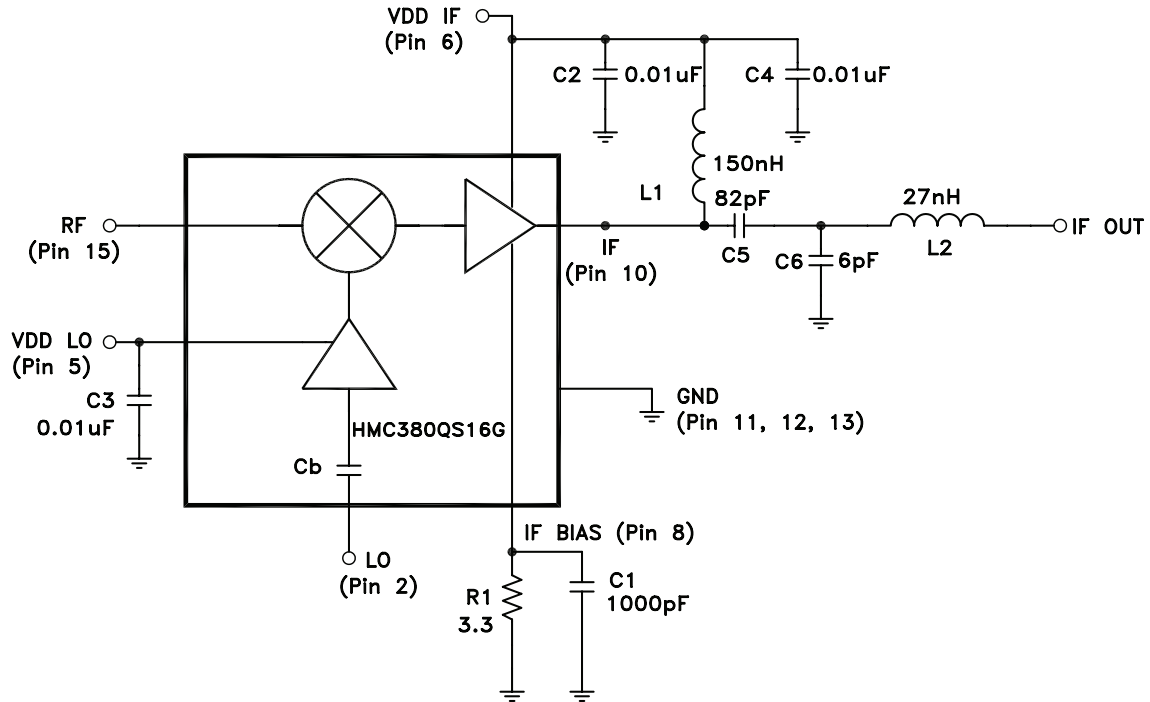 VDD IF
(Pin 6)
C2 0.01uF
C4 0.01uF
150nH
L1
82pF
27nH
RF
(Pin 15)
IF
(Pin 10)
C5
C6 6pF
L2
IF OUT
VDD LO
(Pin 5)
C3
0.01uF
GND
(Pin 11, 12, 13)
HMC380QS16G
Cb
IF BIAS (Pin 8)
LO
(Pin 2)
R1
3.3
C1
1000pF